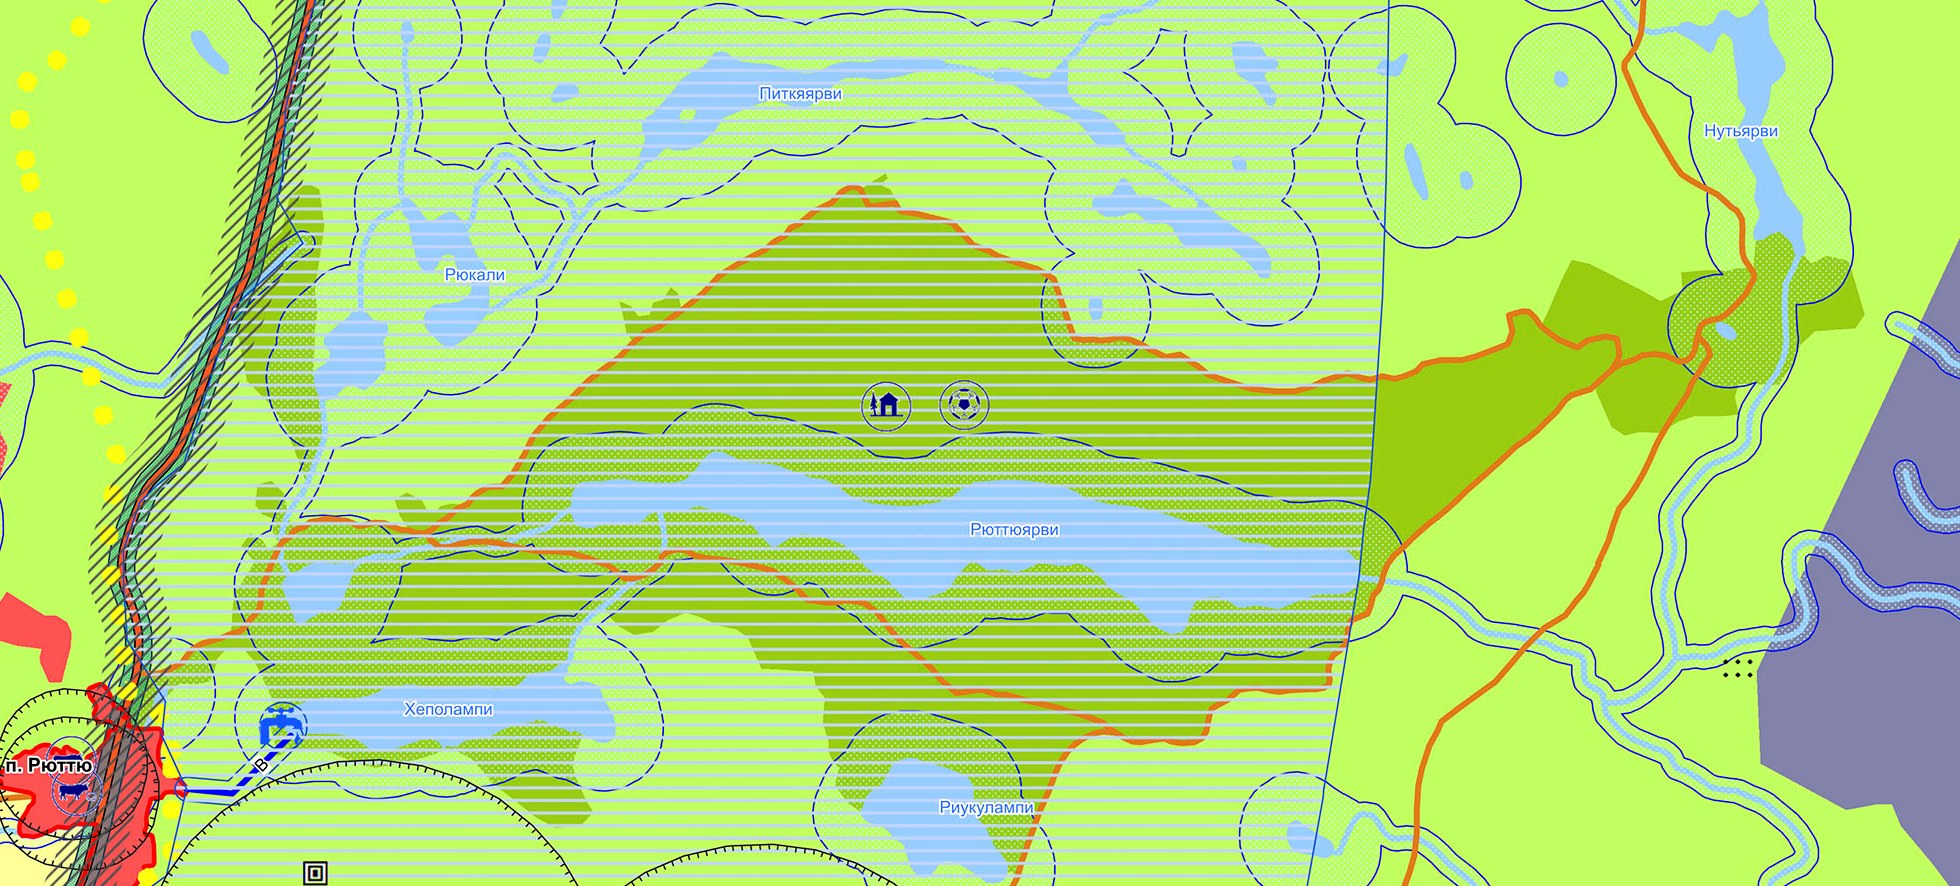 Питкяярви
Нутьярви
Рюкали
Рюттюярви
Хеполампи
п. Рюттю
В
Риукулампи